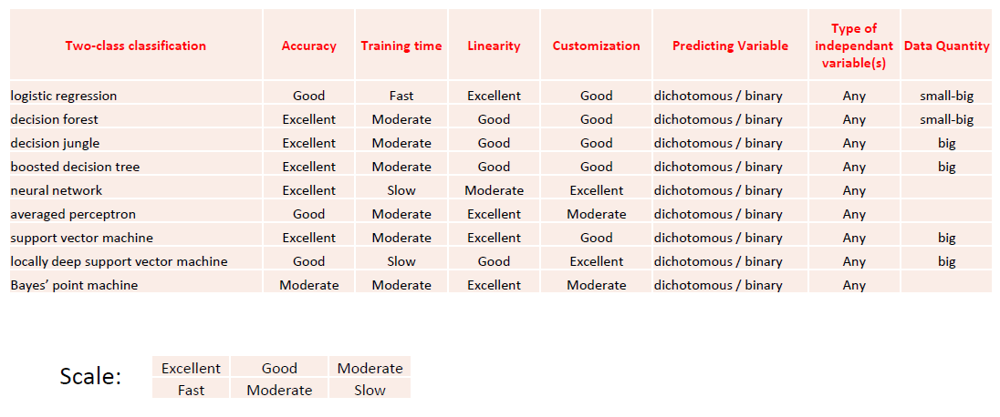 Two-class classification Accuracy Training time Linearity Customization Predicting Variable Type of independant variable(s) Data Quantity
logistic regression Good Fast Excellent Good dichotomous / binary Any small-big
decision forest Excellent Moderate Good Good dichotomous / binary Any small-big
decision jungle Excellent Moderate Good Good dichotomous / binary Any big
boosted decision tree Excellent Moderate Good Good dichotomous / binary Any big
neural network Excellent Slow Moderate Excellent dichotomous / binary Any
averaged perceptron Good Moderate Excellent Moderate dichotomous / binary Any
support vector machine Excellent Moderate Excellent Good dichotomous / binary Any big
locally deep support vector machine Good Slow Good Excellent dichotomous / binary Any big
Bayes’ point machine Moderate Moderate Excellent Moderate dichotomous / binary Any
Scale:
Excellent Good Moderate
Fast Moderate Slow